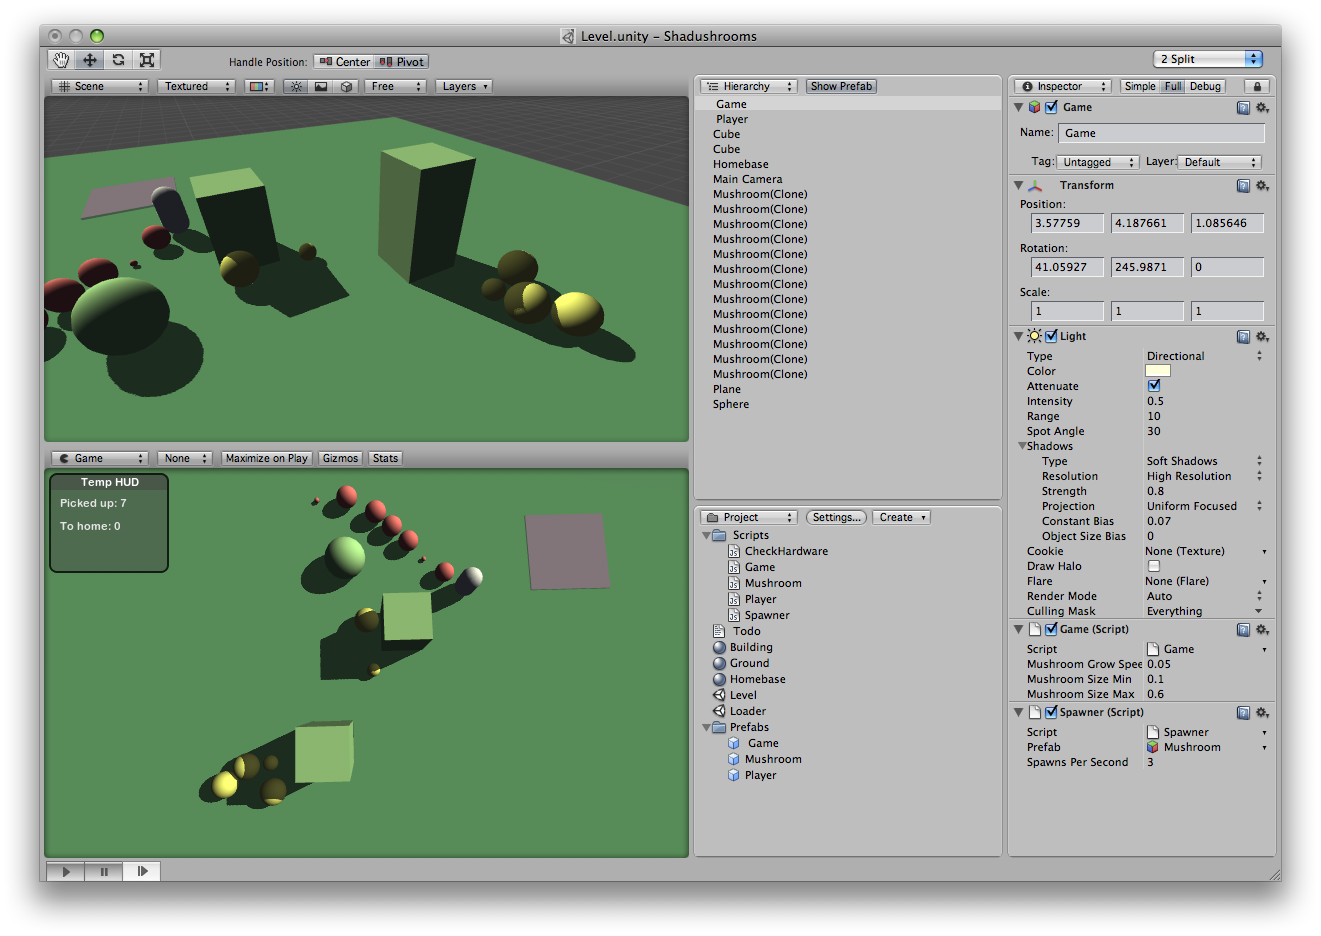 Level.unity – Shadushrooms
Handle Position: Center Pivot
2 Split
Scene Textured Free Layers
Temp HUD
Picked up: 7
To home: 0
Game None Maximize on Play Gizmos Stats
Hierarchy Show Prefab
Game
Player
Cube
Cube
Homebase
Main Camera
Mushroom(Clone)
Mushroom(Clone)
Mushroom(Clone)
Mushroom(Clone)
Mushroom(Clone)
Mushroom(Clone)
Mushroom(Clone)
Mushroom(Clone)
Mushroom(Clone)
Mushroom(Clone)
Mushroom(Clone)
Mushroom(Clone)
Mushroom(Clone)
Plane
Sphere
Project Settings... Create
Scripts
CheckHardware
Game
Mushroom
Player
Spawner
Todo
Building
Ground
Homebase
Level
Loader
Prefabs
Game
Mushroom
Player
Inspector Simple Full Debug
Game
Name: Game
Tag: Untagged Layer: Default
Transform
Position:
3.57759 4.187661 1.085646
Rotation:
41.05927 245.9871 0
Scale:
1 1 1
Light
Type Directional
Color
Attenuate
Intensity 0.5
Range 10
Spot Angle 30
Shadows
Type Soft Shadows
Resolution High Resolution
Strength 0.8
Projection Uniform Focused
Constant Bias 0.07
Object Size Bias 0
Cookie None (Texture)
Draw Halo
Flare None (Flare)
Render Mode Auto
Culling Mask Everything
Game (Script)
Script Game
Mushroom Grow Spee 0.05
Mushroom Size Min 0.1
Mushroom Size Max 0.6
Spawner (Script)
Script Spawner
Prefab Mushroom
Spawns Per Second 3